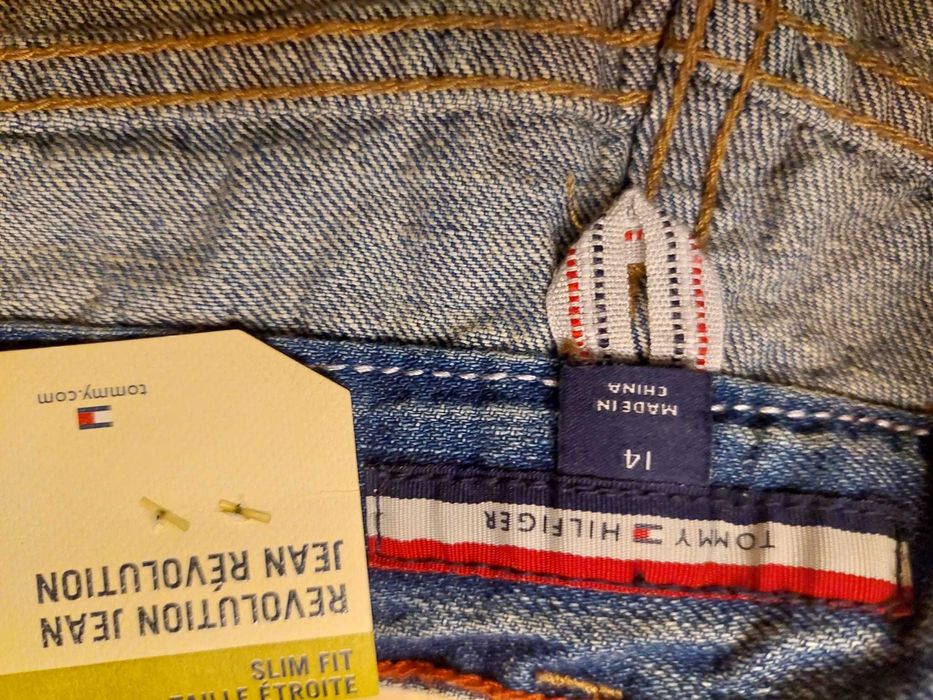 TOMMY HILFIGER
14
MADE IN
CHINA
SLIM FIT
TAILLE ÉTROITE
REVOLUTION JEAN
JEAN RÉVOLUTION
tommy.com